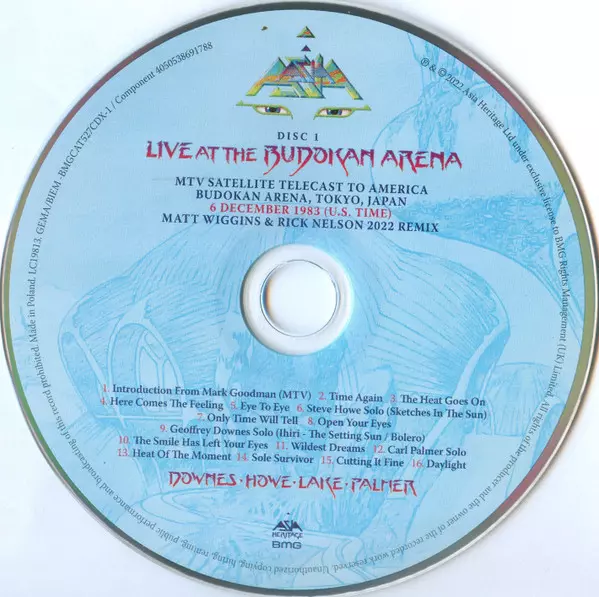 ASIA
DISC 1
LIVE AT THE BUDOKAN ARENA
MTV SATELLITE TELECAST TO AMERICA
BUDOKAN ARENA, TOKYO, JAPAN
6 DECEMBER 1983 (U.S. TIME)
MATT WIGGINS & RICK NELSON 2022 REMIX
1. Introduction From Mark Goodman (MTV) 2. Time Again 3. The Heat Goes On
4. Here Comes The Feeling 5. Eye To Eye 6. Steve Howe Solo (Sketches In The Sun)
7. Only Time Will Tell 8. Open Your Eyes
9. Geoffrey Downes Solo (Ihiri - The Setting Sun / Bolero)
10. The Smile Has Left Your Eyes 11. Wildest Dreams 12. Carl Palmer Solo
13. Heat Of The Moment 14. Sole Survivor 15. Cutting It Fine 16. Daylight
DOWNES · HOWE · LAKE · PALMER
ASIA
HERITAGE
BMG
℗ & © 2022 Asia Heritage Ltd under exclusive license to BMG Rights Management (UK) Limited. All rights of the producer and the owner of the recorded work reserved. Unauthorized copying, hiring, renting, public performance and broadcasting of this record prohibited. Made in Poland. LC19813. GEMA/BIEM · BMGCAT527CDX-1 / Component 4050538691788